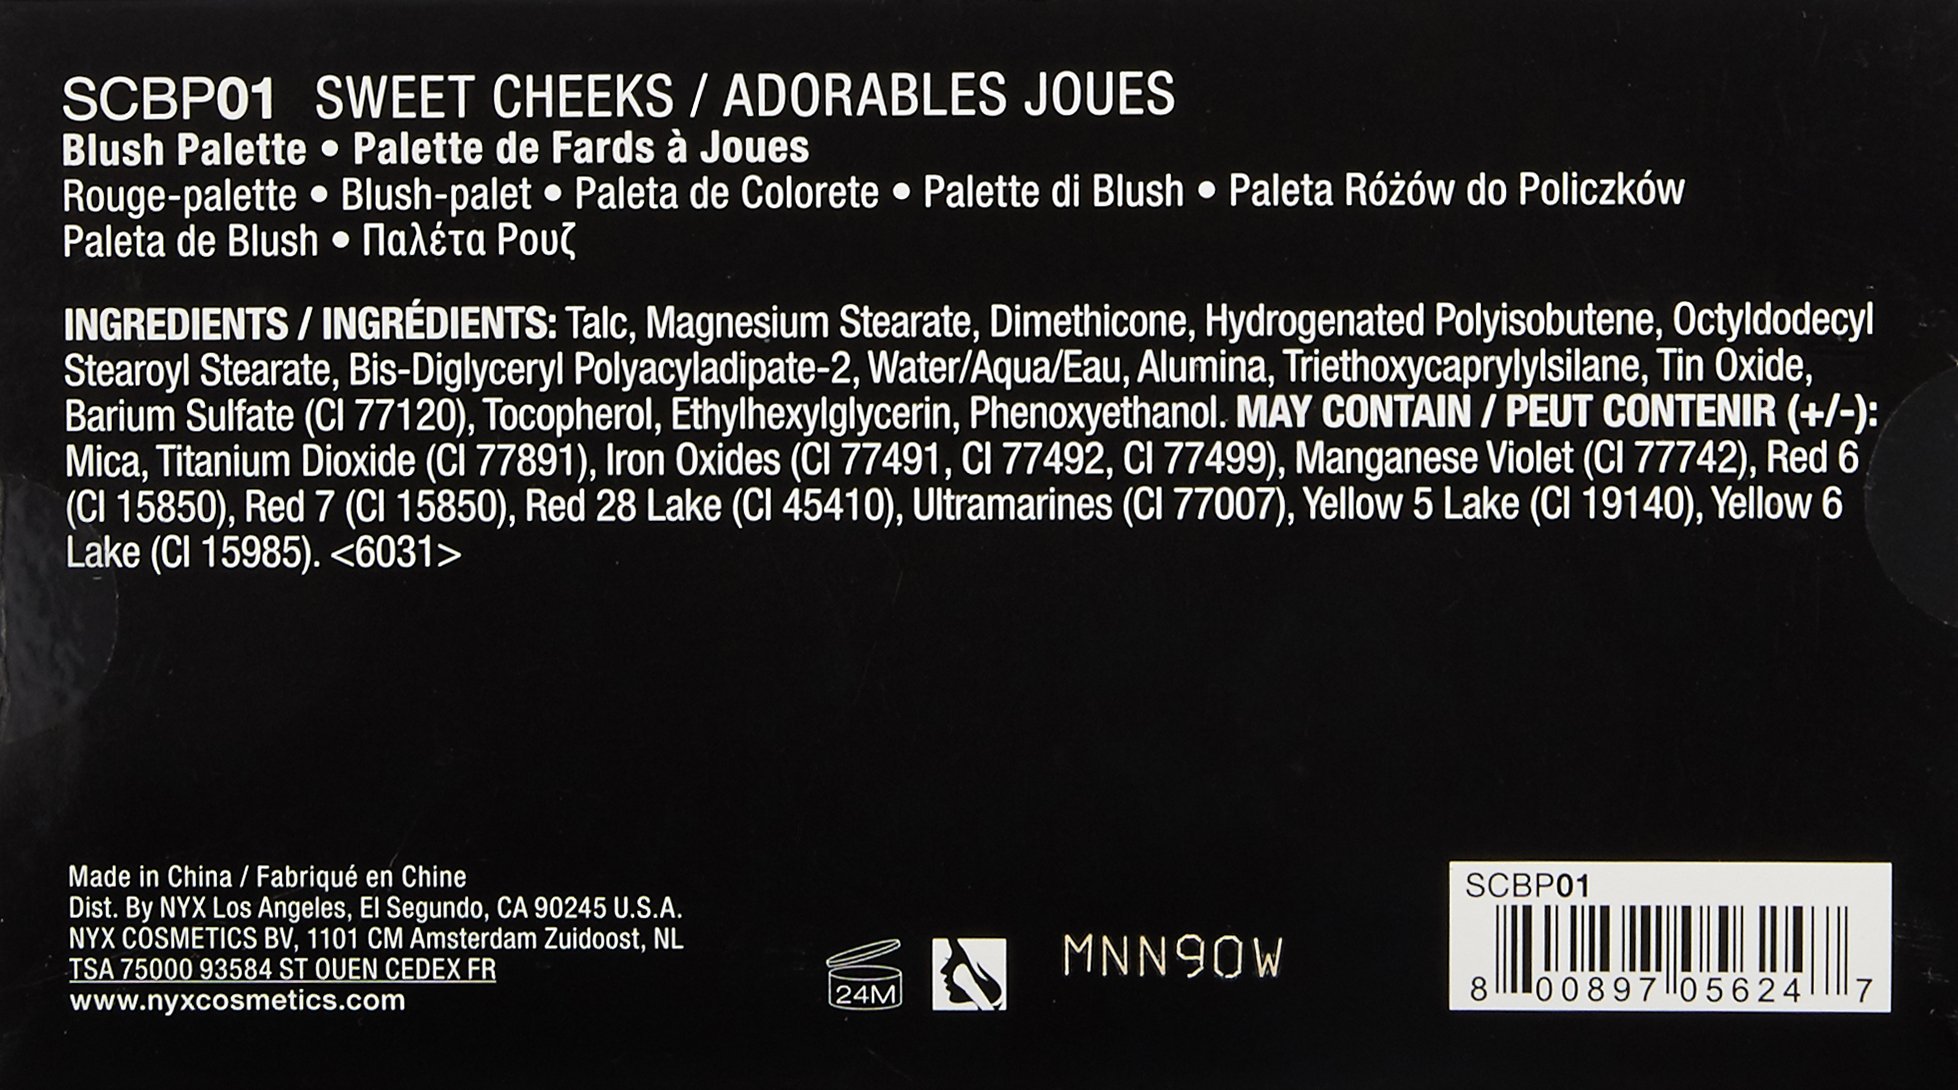 SCBP01 SWEET CHEEKS / ADORABLES JOUES
Blush Palette • Palette de Fards à Joues
Rouge-palette • Blush-palet • Paleta de Colorete • Palette di Blush • Paleta Różów do Policzków
Paleta de Blush • Παλέτα Ρουζ
INGREDIENTS / INGRÉDIENTS: Talc, Magnesium Stearate, Dimethicone, Hydrogenated Polyisobutene, Octyldodecyl
Stearoyl Stearate, Bis-Diglyceryl Polyacyladipate-2, Water/Aqua/Eau, Alumina, Triethoxycaprylylsilane, Tin Oxide,
Barium Sulfate (CI 77120), Tocopherol, Ethylhexylglycerin, Phenoxyethanol. MAY CONTAIN / PEUT CONTENIR (+/-):
Mica, Titanium Dioxide (CI 77891), Iron Oxides (CI 77491, CI 77492, CI 77499), Manganese Violet (CI 77742), Red 6
(CI 15850), Red 7 (CI 15850), Red 28 Lake (CI 45410), Ultramarines (CI 77007), Yellow 5 Lake (CI 19140), Yellow 6
Lake (CI 15985). <6031>
Made in China / Fabriqué en Chine
Dist. By NYX Los Angeles, El Segundo, CA 90245 U.S.A.
NYX COSMETICS BV, 1101 CM Amsterdam Zuidoost, NL
TSA 75000 93584 ST OUEN CEDEX FR
www.nyxcosmetics.com
24M
MNN90W
SCBP01
8 00897 05624 7